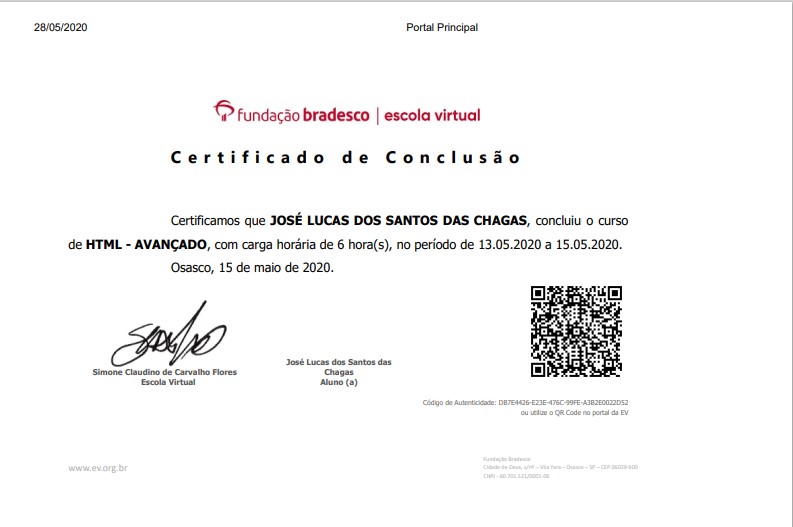 28/05/2020 Portal Principal
fundação bradesco | escola virtual
Certificado de Conclusão
Certificamos que JOSÉ LUCAS DOS SANTOS DAS CHAGAS, concluiu o curso
de HTML - AVANÇADO, com carga horária de 6 hora(s), no período de 13.05.2020 a 15.05.2020.
Osasco, 15 de maio de 2020.
Simone Claudino de Carvalho Flores
Escola Virtual
José Lucas dos Santos das
Chagas
Aluno (a)
Código de Autenticidade: DB7E4426-E23E-476C-99FE-A3B2E0022D52
ou utilize o QR Code no portal da EV
www.ev.org.br
Fundação Bradesco
Cidade de Deus, s/nº – Vila Yara – Osasco – SP – CEP 06029-900
CNPJ - 60.701.521/0001-06